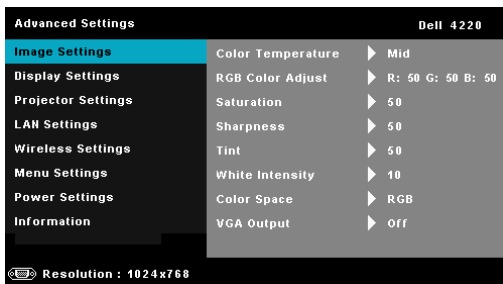 Advanced Settings Dell 4220
Image Settings Color Temperature Mid
Display Settings RGB Color Adjust R: 50 G: 50 B: 50
Projector Settings Saturation 50
LAN Settings Sharpness 50
Wireless Settings Tint 50
Menu Settings White Intensity 10
Power Settings Color Space RGB
Information VGA Output Off
Resolution : 1024x768